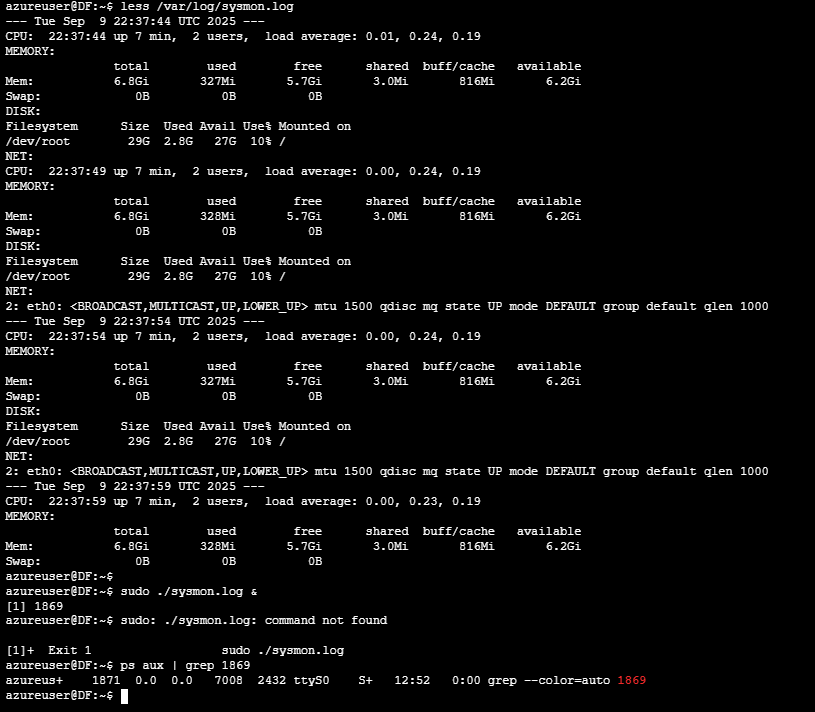 azureuser@DF:~$ less /var/log/sysmon.log
--- Tue Sep  9 22:37:44 UTC 2025 ---
CPU:  22:37:44 up 7 min,  2 users,  load average: 0.01, 0.24, 0.19
MEMORY:
               total        used        free      shared  buff/cache   available
Mem:           6.8Gi       327Mi       5.7Gi       3.0Mi       816Mi       6.2Gi
Swap:             0B          0B          0B
DISK:
Filesystem      Size  Used Avail Use% Mounted on
/dev/root        29G  2.8G   27G  10% /
NET:
CPU:  22:37:49 up 7 min,  2 users,  load average: 0.00, 0.24, 0.19
MEMORY:
               total        used        free      shared  buff/cache   available
Mem:           6.8Gi       328Mi       5.7Gi       3.0Mi       816Mi       6.2Gi
Swap:             0B          0B          0B
DISK:
Filesystem      Size  Used Avail Use% Mounted on
/dev/root        29G  2.8G   27G  10% /
NET:
2: eth0: <BROADCAST,MULTICAST,UP,LOWER_UP> mtu 1500 qdisc mq state UP mode DEFAULT group default qlen 1000
--- Tue Sep  9 22:37:54 UTC 2025 ---
CPU:  22:37:54 up 7 min,  2 users,  load average: 0.00, 0.24, 0.19
MEMORY:
               total        used        free      shared  buff/cache   available
Mem:           6.8Gi       327Mi       5.7Gi       3.0Mi       816Mi       6.2Gi
Swap:             0B          0B          0B
DISK:
Filesystem      Size  Used Avail Use% Mounted on
/dev/root        29G  2.8G   27G  10% /
NET:
2: eth0: <BROADCAST,MULTICAST,UP,LOWER_UP> mtu 1500 qdisc mq state UP mode DEFAULT group default qlen 1000
--- Tue Sep  9 22:37:59 UTC 2025 ---
CPU:  22:37:59 up 7 min,  2 users,  load average: 0.00, 0.23, 0.19
MEMORY:
               total        used        free      shared  buff/cache   available
Mem:           6.8Gi       328Mi       5.7Gi       3.0Mi       816Mi       6.2Gi
Swap:             0B          0B          0B
azureuser@DF:~$
azureuser@DF:~$ sudo ./sysmon.log &
[1] 1869
azureuser@DF:~$ sudo: ./sysmon.log: command not found

[1]+  Exit 1                  sudo ./sysmon.log
azureuser@DF:~$ ps aux | grep 1869
azureus+    1871  0.0  0.0   7008  2432 ttyS0    S+   12:52   0:00 grep --color=auto 1869
azureuser@DF:~$